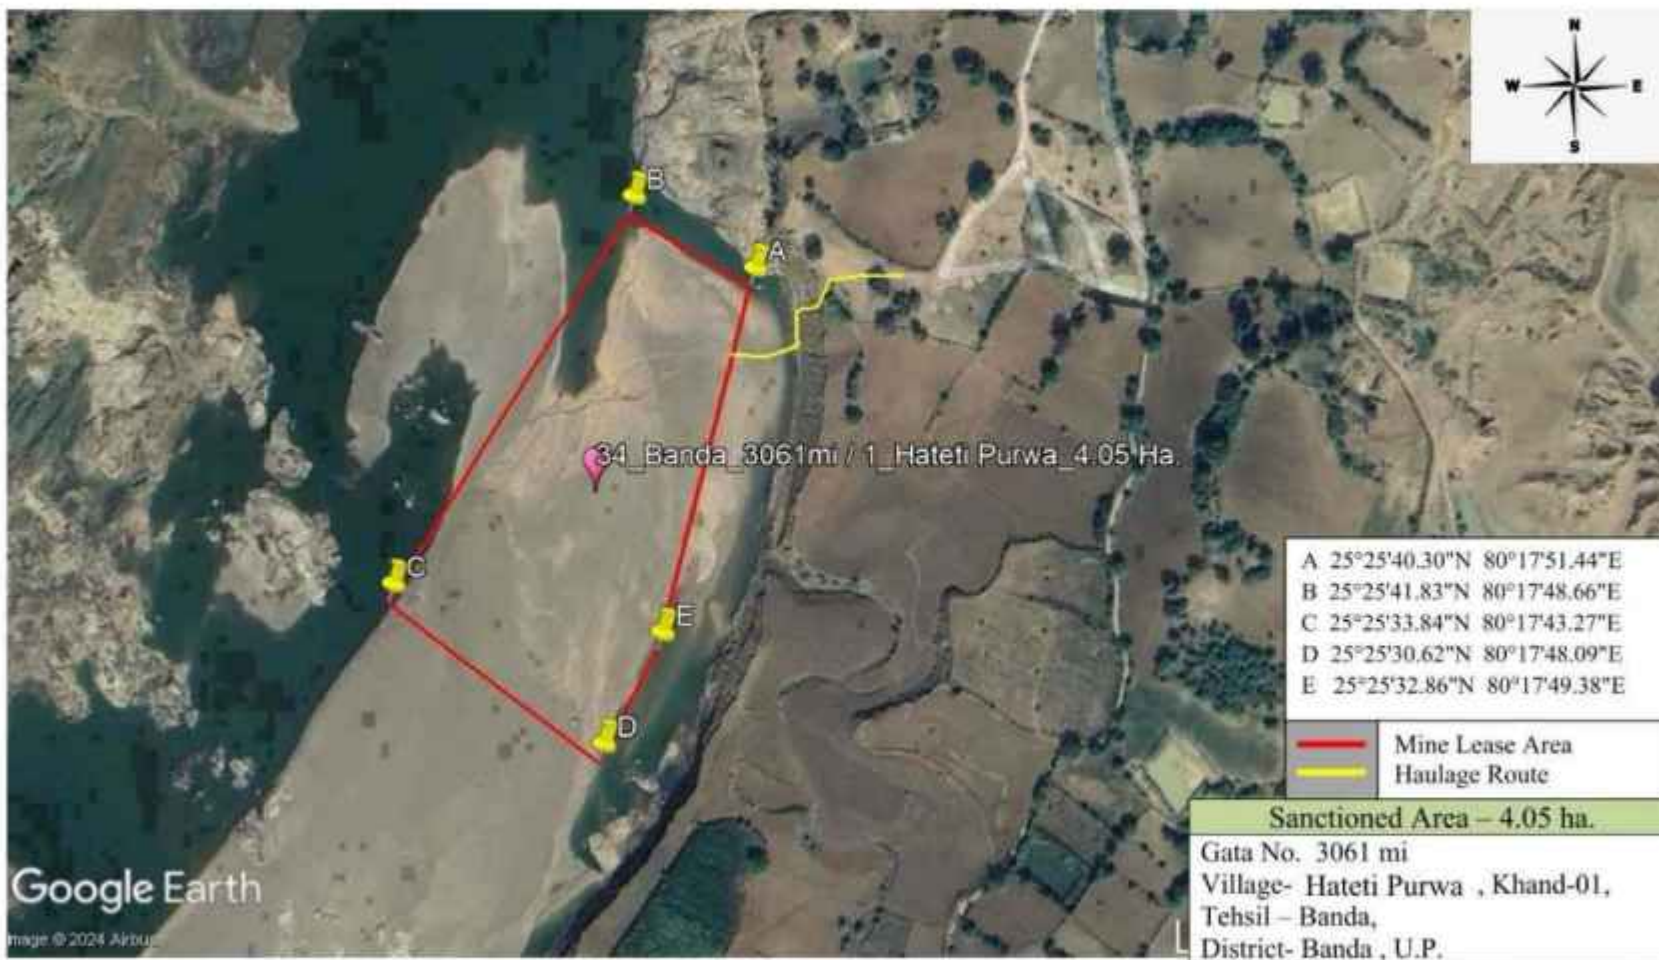 N
W E
S
B
A
34_Banda_3061mi / 1_Hateti Purwa_4.05 Ha.
C
E
D
A 25°25'40.30"N 80°17'51.44"E
B 25°25'41.83"N 80°17'48.66"E
C 25°25'33.84"N 80°17'43.27"E
D 25°25'30.62"N 80°17'48.09"E
E 25°25'32.86"N 80°17'49.38"E
Mine Lease Area
Haulage Route
Sanctioned Area – 4.05 ha.
Gata No. 3061 mi
Village- Hateti Purwa , Khand-01,
Tehsil – Banda,
District- Banda , U.P.
Google Earth
Image © 2024 Airbus